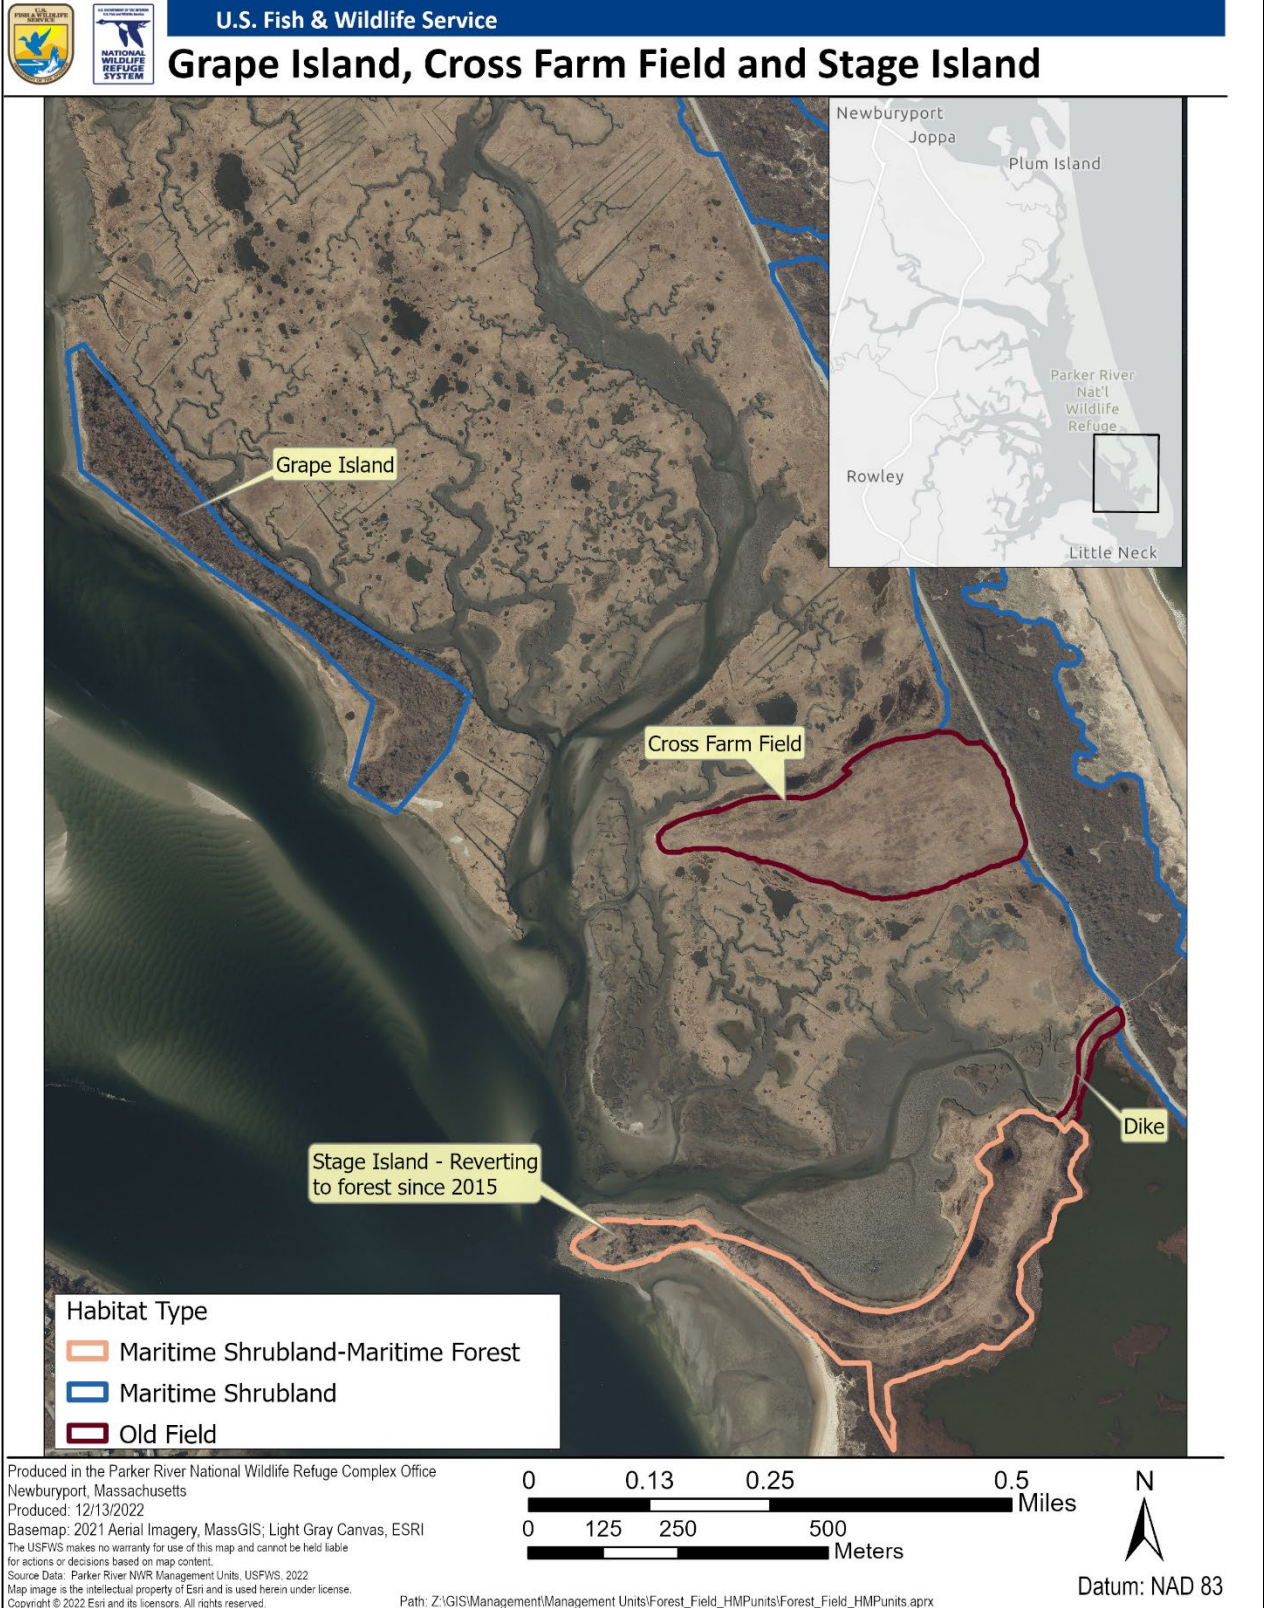 U.S. Fish & Wildlife Service
U.S.
FISH & WILDLIFE
SERVICE
NATIONAL
WILDLIFE
REFUGE
SYSTEM
Grape Island, Cross Farm Field and Stage Island
Newburyport
Joppa
Plum Island
Parker River
Nat'l
Wildlife
Refuge
Rowley
Little Neck
Grape Island
Cross Farm Field
Dike
Stage Island - Reverting
to forest since 2015
Habitat Type
Maritime Shrubland-Maritime Forest
Maritime Shrubland
Old Field
Produced in the Parker River National Wildlife Refuge Complex Office
Newburyport, Massachusetts
Produced: 12/13/2022
Basemap: 2021 Aerial Imagery, MassGIS; Light Gray Canvas, ESRI
The USFWS makes no warranty for use of this map and cannot be held liable
for actions or decisions based on map content.
Source Data: Parker River NWR Management Units, USFWS, 2022
Map image is the intellectual property of Esri and is used herein under license.
Copyright © 2022 Esri and its licensors. All rights reserved.
0 0.13 0.25 0.5
Miles
0 125 250 500
Meters
N
Datum: NAD 83
Path: Z:\GIS\Management\Management Units\Forest_Field_HMPunits\Forest_Field_HMPunits.aprx